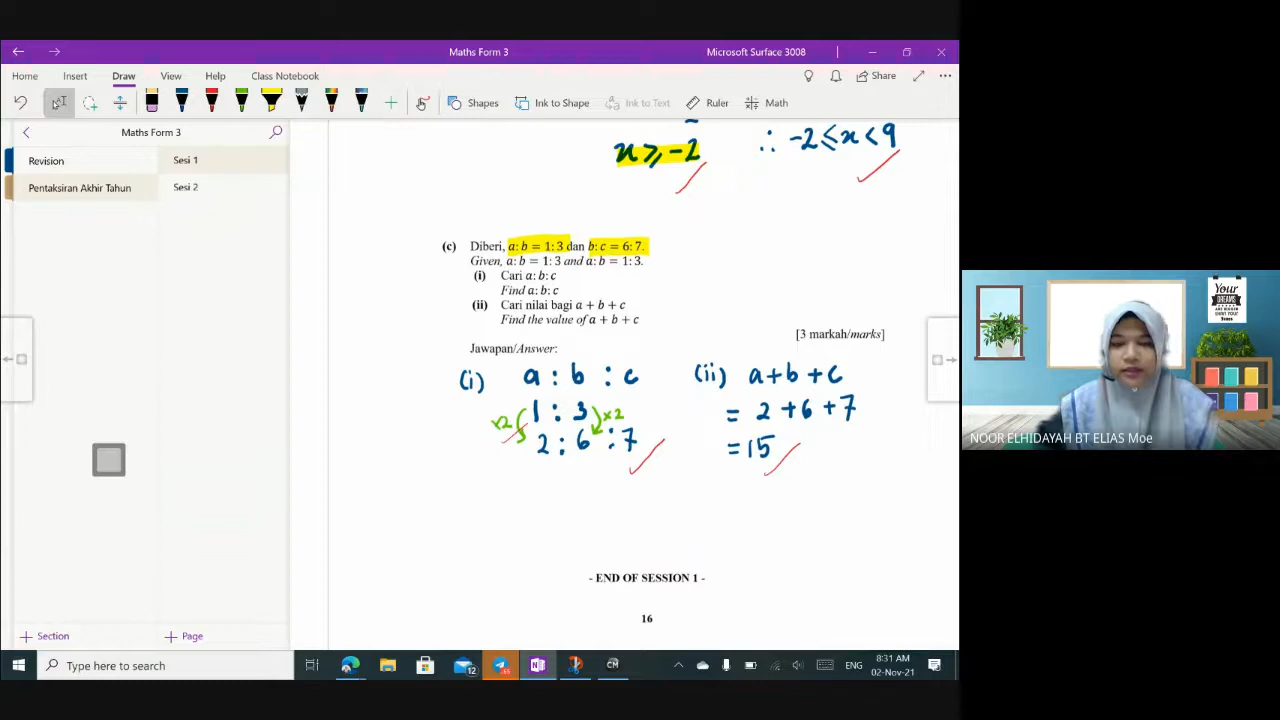 Maths Form 3
Microsoft Surface 3008
Home Insert Draw View Help Class Notebook
Share
Shapes Ink to Shape Ink to Text Ruler Math
Maths Form 3
Revision
Pentaksiran Akhir Tahun
Sesi 1
Sesi 2
x ≥ -2
∴ -2 ≤ x < 9
(c) Diberi, a: b = 1: 3 dan b: c = 6: 7.
Given, a: b = 1: 3 and a: b = 1: 3.
(i) Cari a: b: c
Find a: b: c
(ii) Cari nilai bagi a + b + c
Find the value of a + b + c
[3 markah/marks]
Jawapan/Answer:
(i) a : b : c
1 : 3
×2 ×2
2 : 6 : 7
(ii) a+b+c
= 2+6+7
= 15
- END OF SESSION 1 -
16
+ Section
+ Page
Your
DREAMS
NOOR ELHIDAYAH BT ELIAS Moe
Type here to search
12
CM
ENG
8:31 AM
02-Nov-21